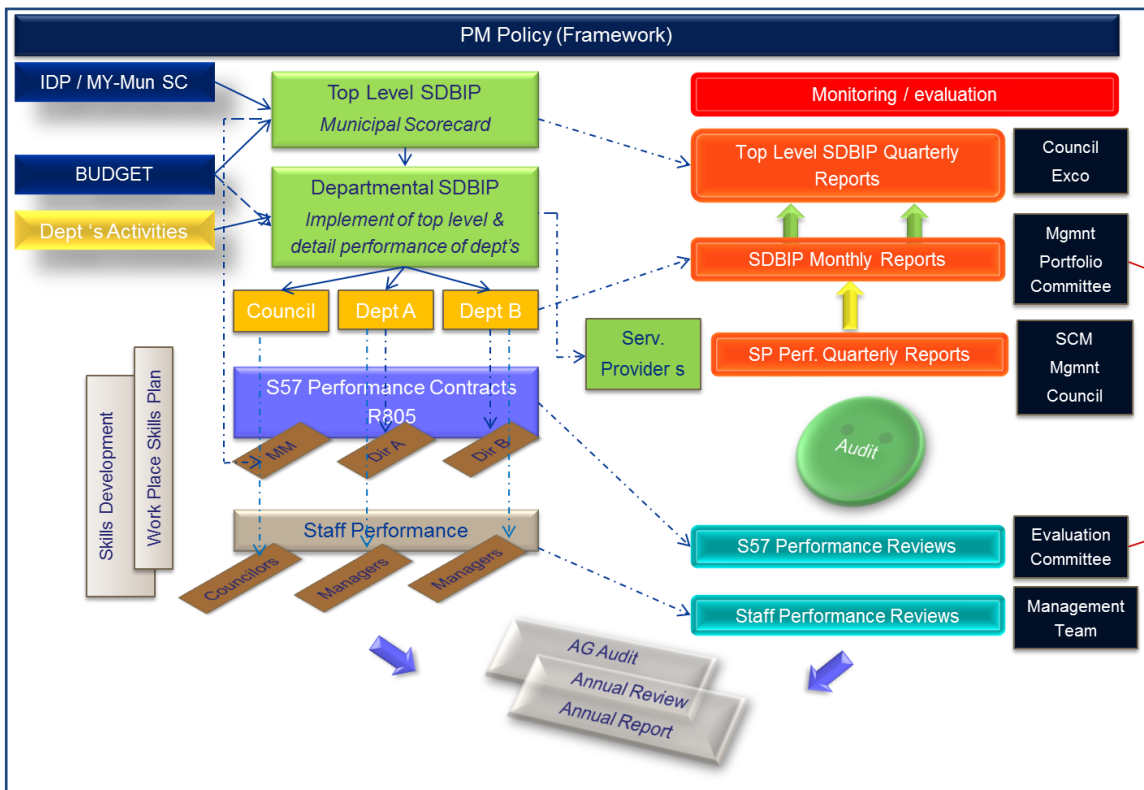 PM Policy (Framework)
IDP / MY-Mun SC
BUDGET
Dept ‘s Activities
Top Level SDBIP
Municipal Scorecard
Departmental SDBIP
Implement of top level &
detail performance of dept’s
Council
Dept A
Dept B
Serv.
Provider s
S57 Performance Contracts
R805
MM
Dir A
Dir B
Staff Performance
Councilors
Managers
Managers
Skills Development
Work Place Skills Plan
Monitoring / evaluation
Top Level SDBIP Quarterly
Reports
Council
Exco
SDBIP Monthly Reports
Mgmnt
Portfolio
Committee
SP Perf. Quarterly Reports
SCM
Mgmnt
Council
Audit
S57 Performance Reviews
Evaluation
Committee
Staff Performance Reviews
Management
Team
AG Audit
Annual Review
Annual Report